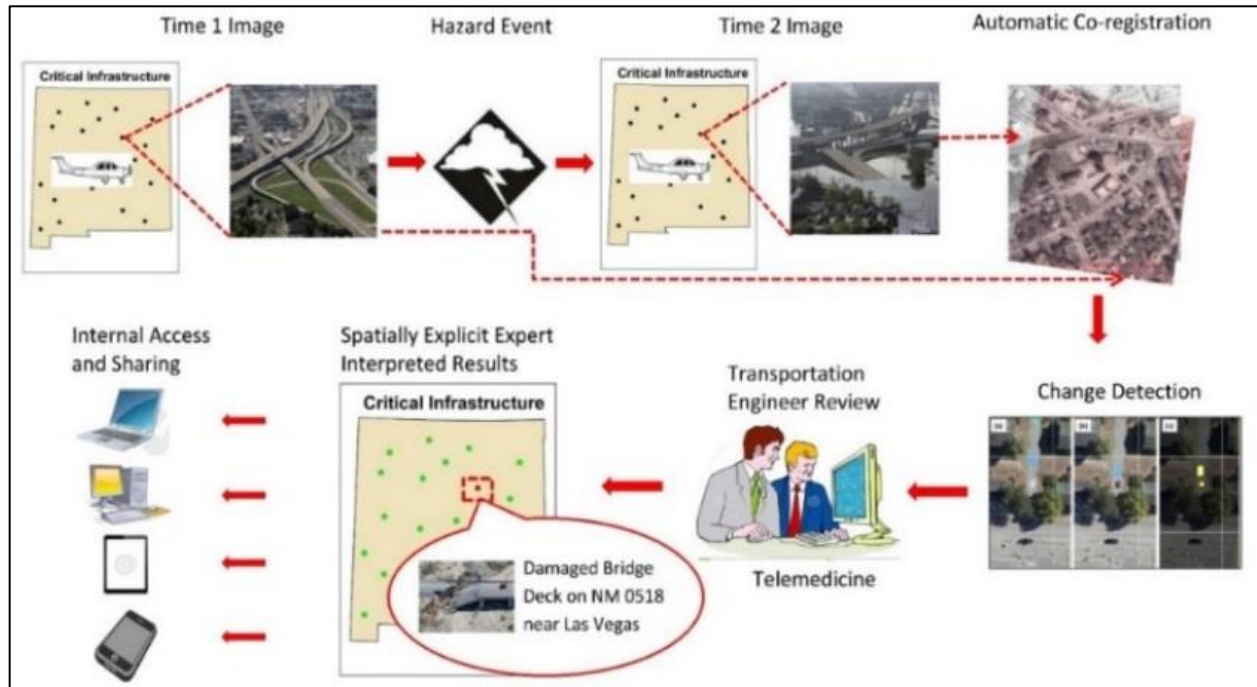 Time 1 Image
Hazard Event
Time 2 Image
Automatic Co-registration
Critical Infrastructure
Critical Infrastructure
Internal Access
and Sharing
Spatially Explicit Expert
Interpreted Results
Critical Infrastructure
Transportation
Engineer Review
Telemedicine
Change Detection
(a)
(b)
(c)
Damaged Bridge
Deck on NM 0518
near Las Vegas